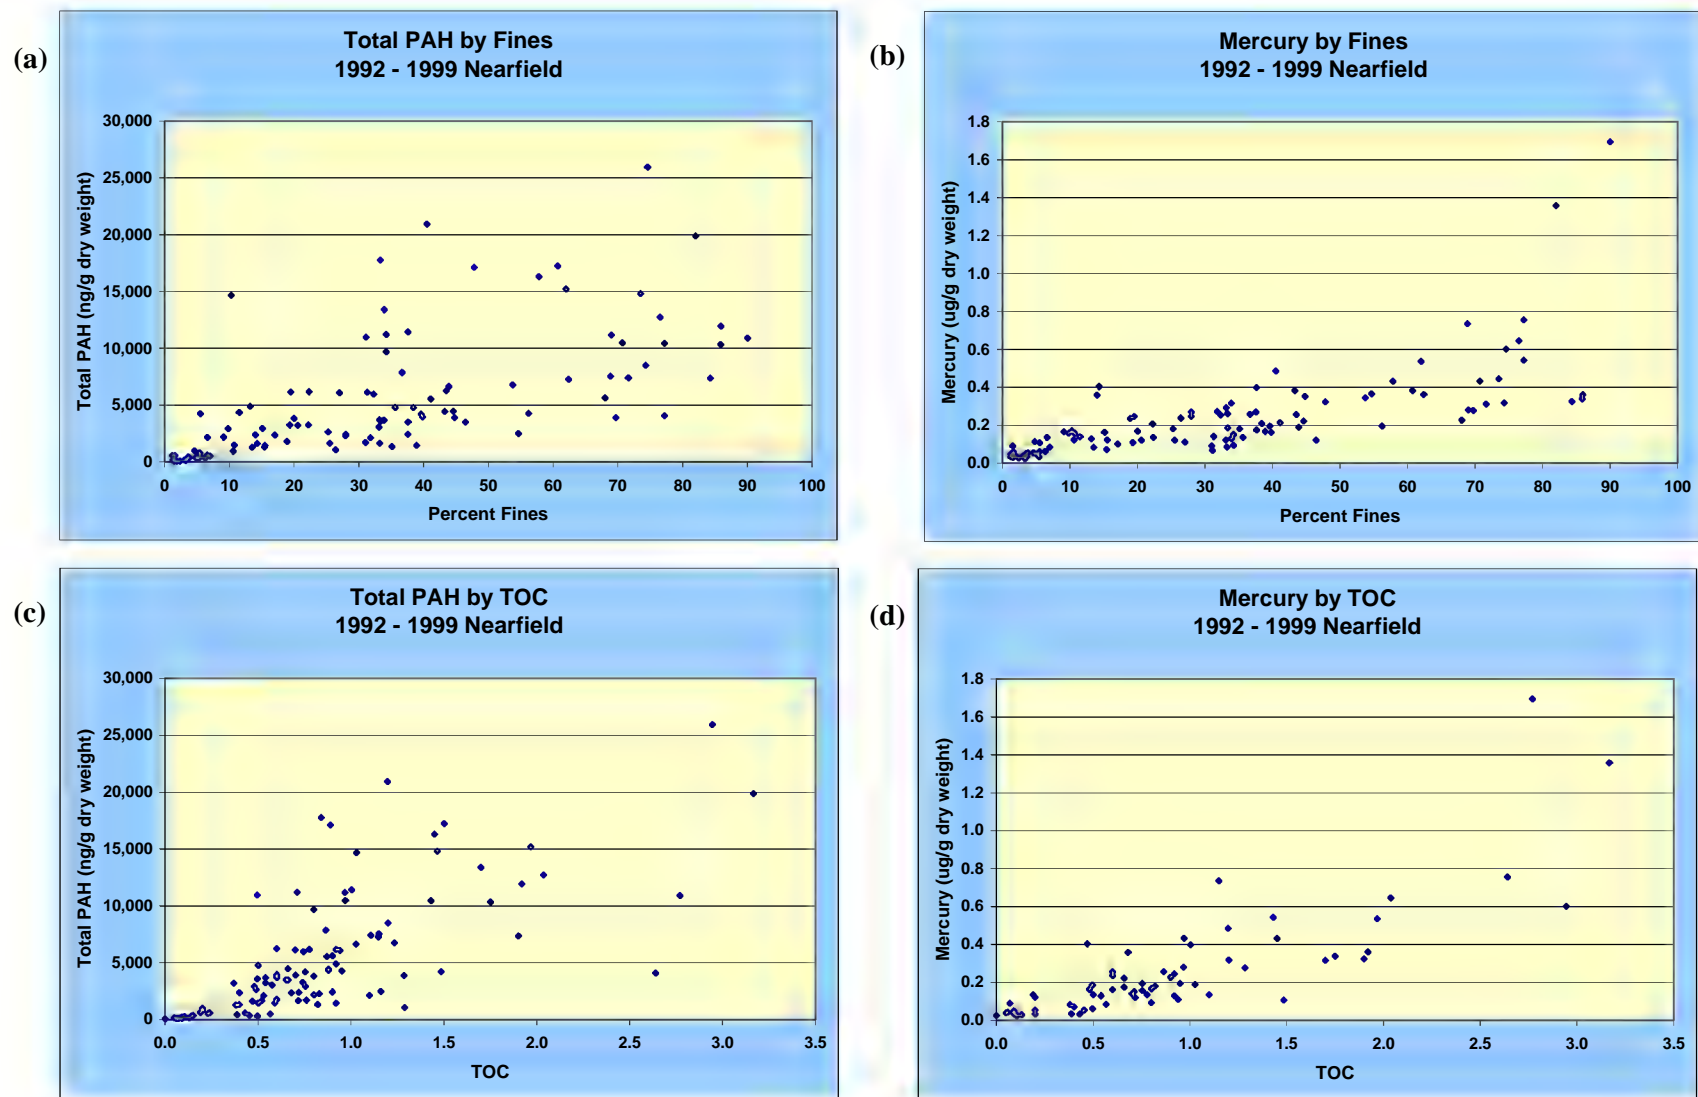 (a)
Total PAH by Fines
1992 - 1999 Nearfield
Total PAH (ng/g dry weight)
30,000
25,000
20,000
15,000
10,000
5,000
0
0 10 20 30 40 50 60 70 80 90 100
Percent Fines
(b)
Mercury by Fines
1992 - 1999 Nearfield
Mercury (ug/g dry weight)
1.8
1.6
1.4
1.2
1.0
0.8
0.6
0.4
0.2
0.0
0 10 20 30 40 50 60 70 80 90 100
Percent Fines
(c)
Total PAH by TOC
1992 - 1999 Nearfield
Total PAH (ng/g dry weight)
30,000
25,000
20,000
15,000
10,000
5,000
0
0.0 0.5 1.0 1.5 2.0 2.5 3.0 3.5
TOC
(d)
Mercury by TOC
1992 - 1999 Nearfield
Mercury (ug/g dry weight)
1.8
1.6
1.4
1.2
1.0
0.8
0.6
0.4
0.2
0.0
0.0 0.5 1.0 1.5 2.0 2.5 3.0 3.5
TOC